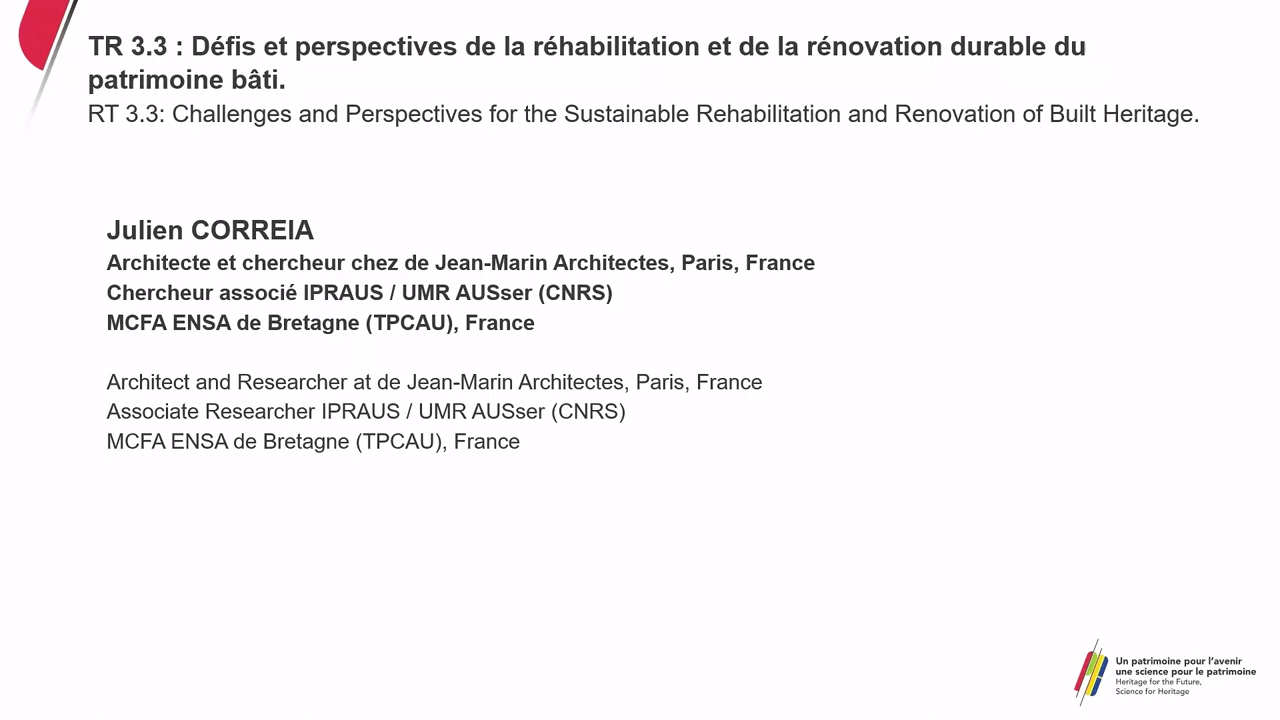 TR 3.3 : Défis et perspectives de la réhabilitation et de la rénovation durable du
patrimoine bâti.
RT 3.3: Challenges and Perspectives for the Sustainable Rehabilitation and Renovation of Built Heritage.
Julien CORREIA
Architecte et chercheur chez de Jean-Marin Architectes, Paris, France
Chercheur associé IPRAUS / UMR AUSser (CNRS)
MCFA ENSA de Bretagne (TPCAU), France
Architect and Researcher at de Jean-Marin Architectes, Paris, France
Associate Researcher IPRAUS / UMR AUSser (CNRS)
MCFA ENSA de Bretagne (TPCAU), France
Un patrimoine pour l'avenir
une science pour le patrimoine
Heritage for the Future,
Science for Heritage